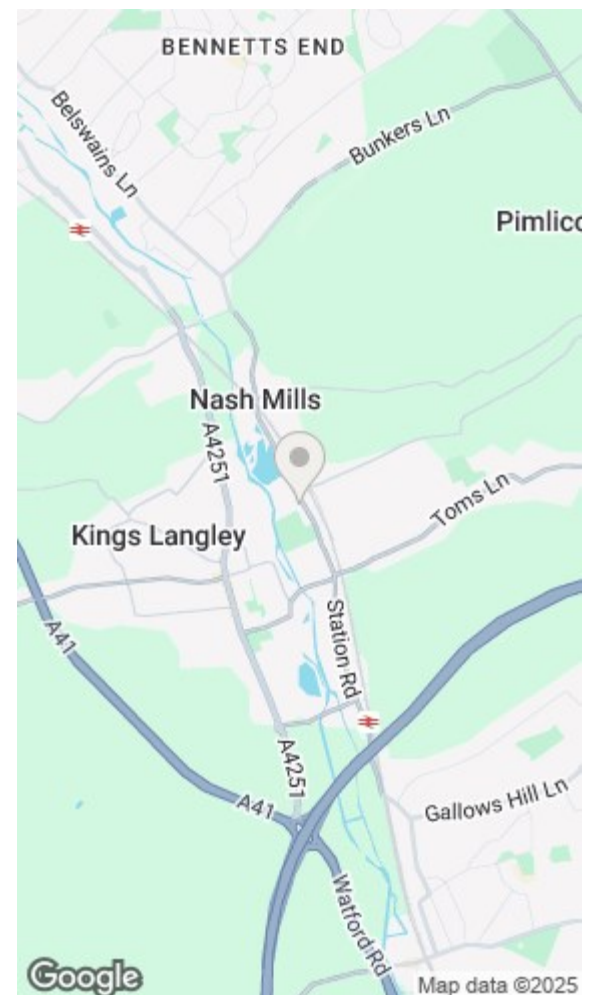 BENNETTS END
Belswains Ln
Bunkers Ln
Nash Mills
A4251
Toms Ln
Kings Langley
Station Rd
A41
A4251
A41
Gallows Hill Ln
Watford Rd
Google
Map data ©2025